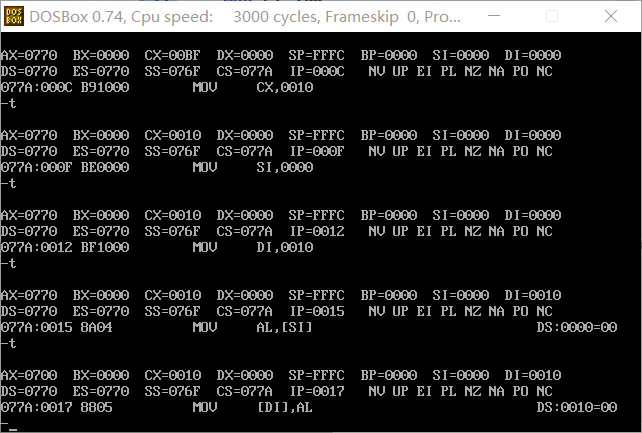 DOSBox 0.74, Cpu speed: 3000 cycles, Frameskip 0, Pro...
AX=0770 BX=0000 CX=00BF DX=0000 SP=FFFC BP=0000 SI=0000 DI=0000
DS=0770 ES=0770 SS=076F CS=077A IP=000C NV UP EI PL NZ NA PO NC
077A:000C B91000 MOV CX,0010
-t
AX=0770 BX=0000 CX=0010 DX=0000 SP=FFFC BP=0000 SI=0000 DI=0000
DS=0770 ES=0770 SS=076F CS=077A IP=000F NV UP EI PL NZ NA PO NC
077A:000F BE0000 MOV SI,0000
-t
AX=0770 BX=0000 CX=0010 DX=0000 SP=FFFC BP=0000 SI=0000 DI=0000
DS=0770 ES=0770 SS=076F CS=077A IP=0012 NV UP EI PL NZ NA PO NC
077A:0012 BF1000 MOV DI,0010
-t
AX=0770 BX=0000 CX=0010 DX=0000 SP=FFFC BP=0000 SI=0000 DI=0010
DS=0770 ES=0770 SS=076F CS=077A IP=0015 NV UP EI PL NZ NA PO NC
077A:0015 8A04 MOV AL,[SI] DS:0000=00
-t
AX=0700 BX=0000 CX=0010 DX=0000 SP=FFFC BP=0000 SI=0000 DI=0010
DS=0770 ES=0770 SS=076F CS=077A IP=0017 NV UP EI PL NZ NA PO NC
077A:0017 8805 MOV [DI],AL DS:0010=00
-_